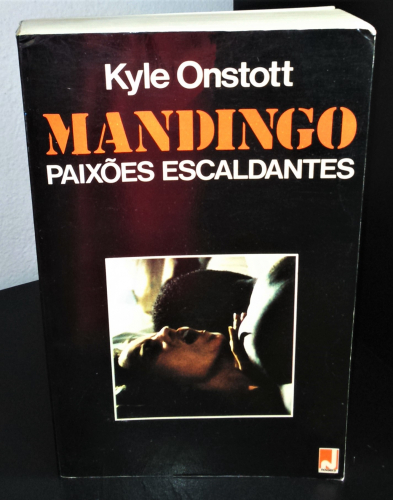 Kyle Onstott
MANDINGO
PAIXÕES ESCALDANTES